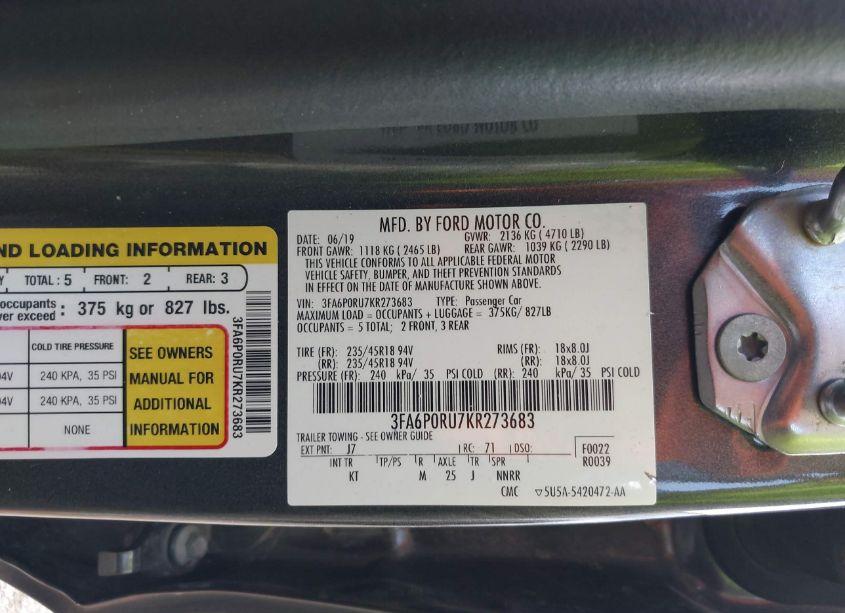 ND LOADING INFORMATION
Y TOTAL : 5 FRONT: 2 REAR: 3
occupants
ver exceed : 375 kg or 827 lbs.
COLD TIRE PRESSURE
4V 240 KPA, 35 PSI
4V 240 KPA, 35 PSI
NONE
SEE OWNERS
MANUAL FOR
ADDITIONAL
INFORMATION
3FA6P0RU7KR273683
MFD. BY FORD MOTOR CO.
DATE: 06/19 GVWR: 2136 KG ( 4710 LB)
FRONT GAWR: 1118 KG ( 2465 LB) REAR GAWR: 1039 KG ( 2290 LB)
THIS VEHICLE CONFORMS TO ALL APPLICABLE FEDERAL MOTOR
VEHICLE SAFETY, BUMPER, AND THEFT PREVENTION STANDARDS
IN EFFECT ON THE DATE OF MANUFACTURE SHOWN ABOVE.
VIN: 3FA6P0RU7KR273683 TYPE: Passenger Car
MAXIMUM LOAD = OCCUPANTS + LUGGAGE = 375KG/ 827LB
OCCUPANTS = 5 TOTAL; 2 FRONT, 3 REAR
TIRE (FR): 235/45R18 94V RIMS (FR): 18x8.0J
(RR): 235/45R18 94V (RR): 18x8.0J
PRESSURE (FR): 240 kPa/ 35 PSI COLD (RR): 240 kPa/ 35 PSI COLD
3FA6P0RU7KR273683
TRAILER TOWING - SEE OWNER GUIDE
EXT PNT: J7 RC: 71 DSO: F0022
R0039
INT TR TP/PS R AXLE TR SPR
KT M 25 J NNRR
CMC ▽5U5A-5420472-AA